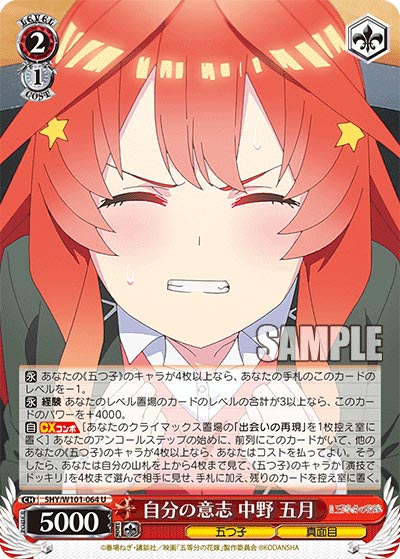 LEVEL
2
1
COST
SAMPLE
永 あなたの《五つ子》のキャラが4枚以上なら、あなたの手札のこのカードの
レベルを－1。
永 経験 あなたのレベル置場のカードのレベルの合計が3以上なら、このカー
ドのパワーを＋4000。
自 CXコンボ ［あなたのクライマックス置場の「出会いの再現」を1枚控え室に
置く］ あなたのアンコールステップの始めに、前列にこのカードがいて、他の
あなたの《五つ子》のキャラが4枚以上なら、あなたはコストを払ってよい。そう
したら、あなたは自分の山札を上から4枚まで見て、《五つ子》のキャラか「演技で
ドッキリ」を4枚まで選んで相手に見せ、手札に加え、残りのカードを控え室に置く。
CH 5HY/W101-064 U
5000
自分の意志 中野 五月
五つ子
真面目
©春場ねぎ・講談社／映画「五等分の花嫁」製作委員会 ©KODANSHA